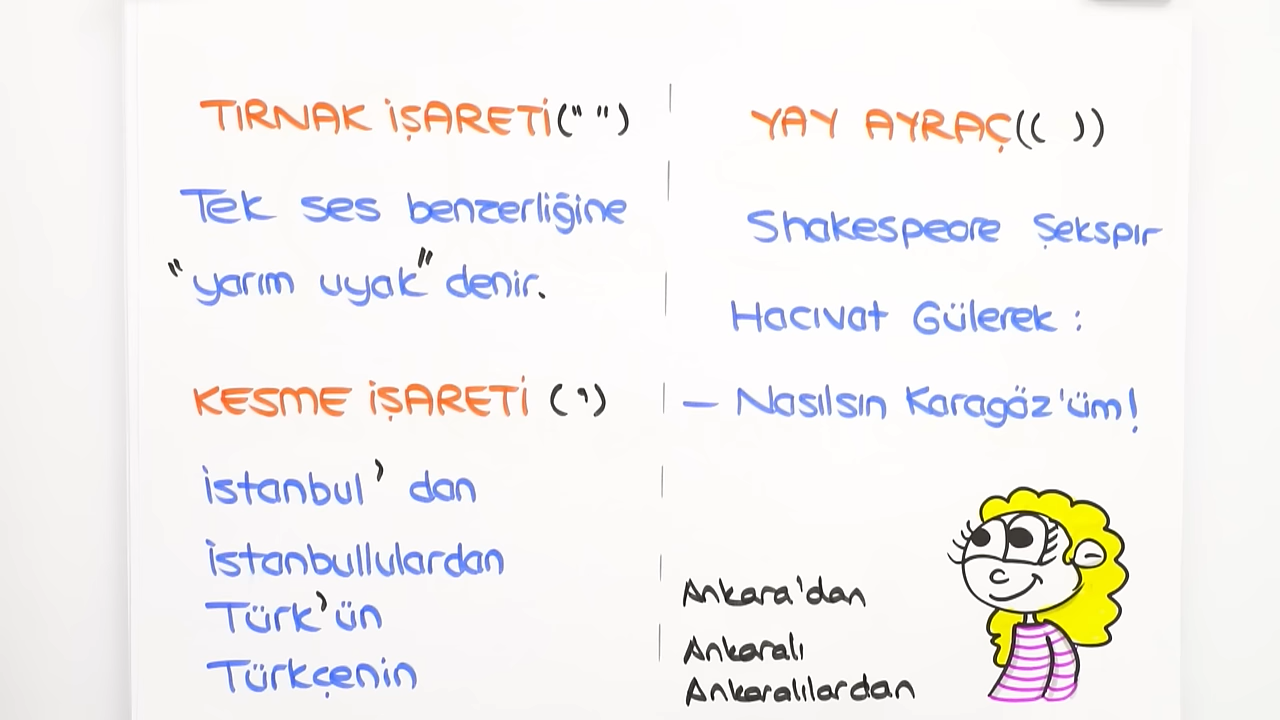 TIRNAK İŞARETİ(" ")
Tek ses benzerliğine
"yarım uyak" denir.
KESME İŞARETİ (')
İstanbul'dan
İstanbullulardan
Türk'ün
Türkçenin
YAY AYRAÇ(( ))
Shakespeare Şekspir
Hacıvat Gülerek :
– Nasılsın Karagöz'üm!
Ankara'dan
Ankaralı
Ankaralılardan